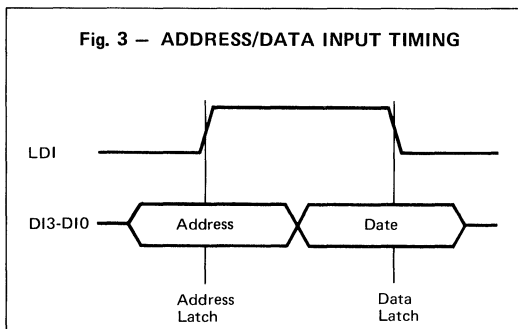 Fig. 3 — ADDRESS/DATA INPUT TIMING
LDI
DI3-DI0
Address
Date
Address
Latch
Data
Latch